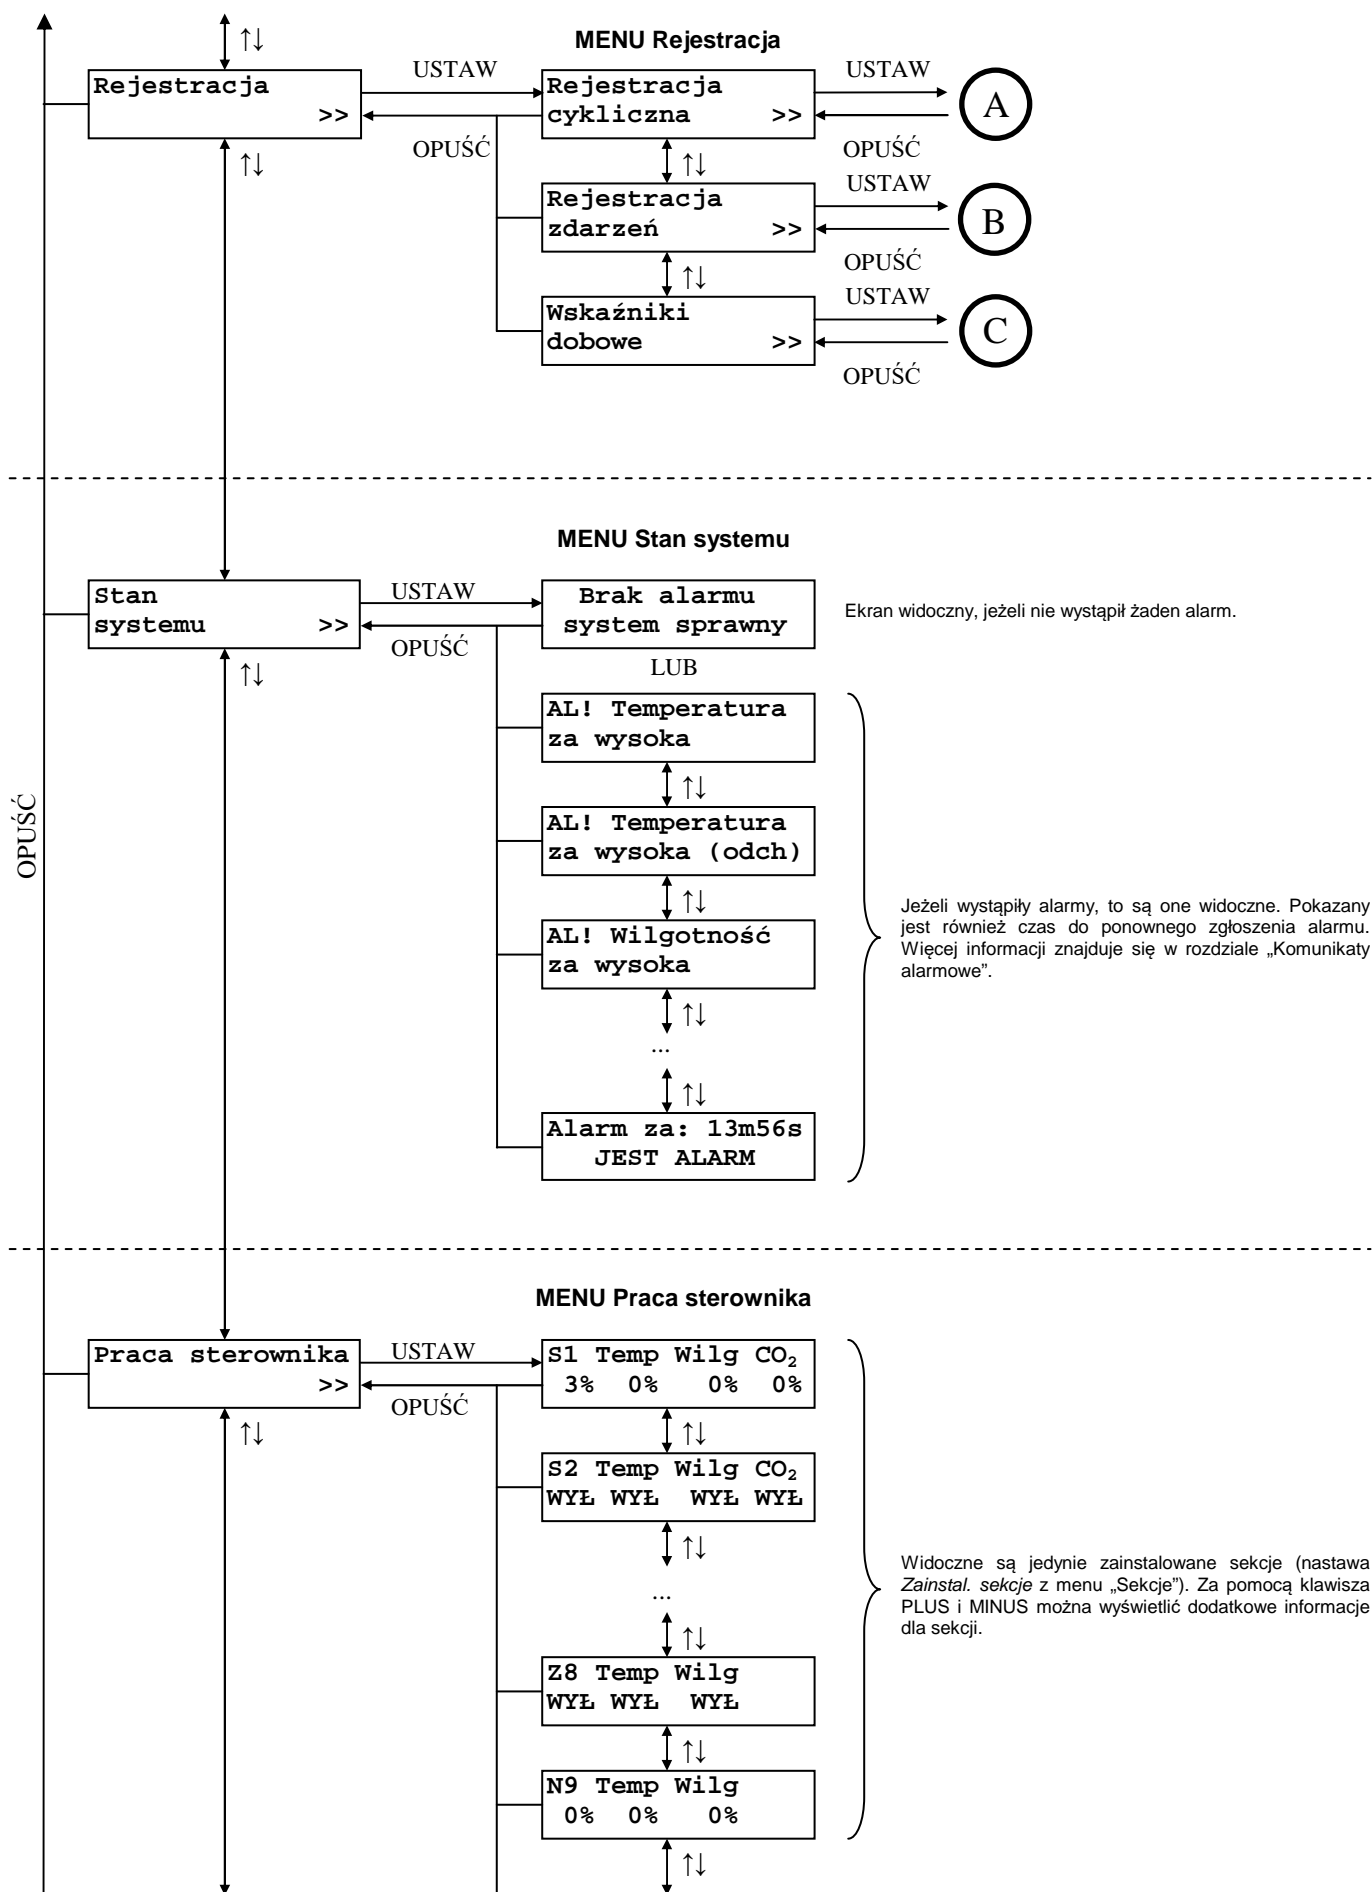 ↑↓
MENU Rejestracja
Rejestracja
>>
USTAW
OPUŚĆ
↑↓
Rejestracja
cykliczna >>
USTAW
OPUŚĆ
A
↑↓
Rejestracja
zdarzeń >>
USTAW
OPUŚĆ
B
↑↓
Wskaźniki
dobowe >>
USTAW
OPUŚĆ
C
MENU Stan systemu
Stan
systemu >>
USTAW
OPUŚĆ
↑↓
Brak alarmu
system sprawny
Ekran widoczny, jeżeli nie wystąpił żaden alarm.
LUB
AL! Temperatura
za wysoka
↑↓
AL! Temperatura
za wysoka (odch)
↑↓
AL! Wilgotność
za wysoka
↑↓
...
↑↓
Alarm za: 13m56s
JEST ALARM
Jeżeli wystąpiły alarmy, to są one widoczne. Pokazany
jest również czas do ponownego zgłoszenia alarmu.
Więcej informacji znajduje się w rozdziale „Komunikaty
alarmowe”.
OPUŚĆ
MENU Praca sterownika
Praca sterownika
>>
USTAW
OPUŚĆ
↑↓
S1 Temp Wilg CO₂
3% 0% 0% 0%
↑↓
S2 Temp Wilg CO₂
WYŁ WYŁ WYŁ WYŁ
↑↓
...
↑↓
Z8 Temp Wilg
WYŁ WYŁ WYŁ
↑↓
N9 Temp Wilg
0% 0% 0%
↑↓
Widoczne są jedynie zainstalowane sekcje (nastawa
Zainstal. sekcje z menu „Sekcje”). Za pomocą klawisza
PLUS i MINUS można wyświetlić dodatkowe informacje
dla sekcji.